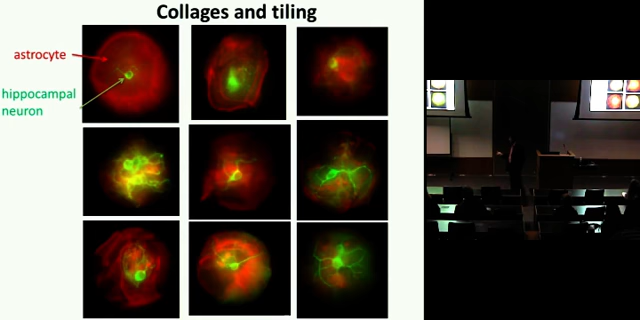 Collages and tiling
astrocyte
hippocampal
neuron